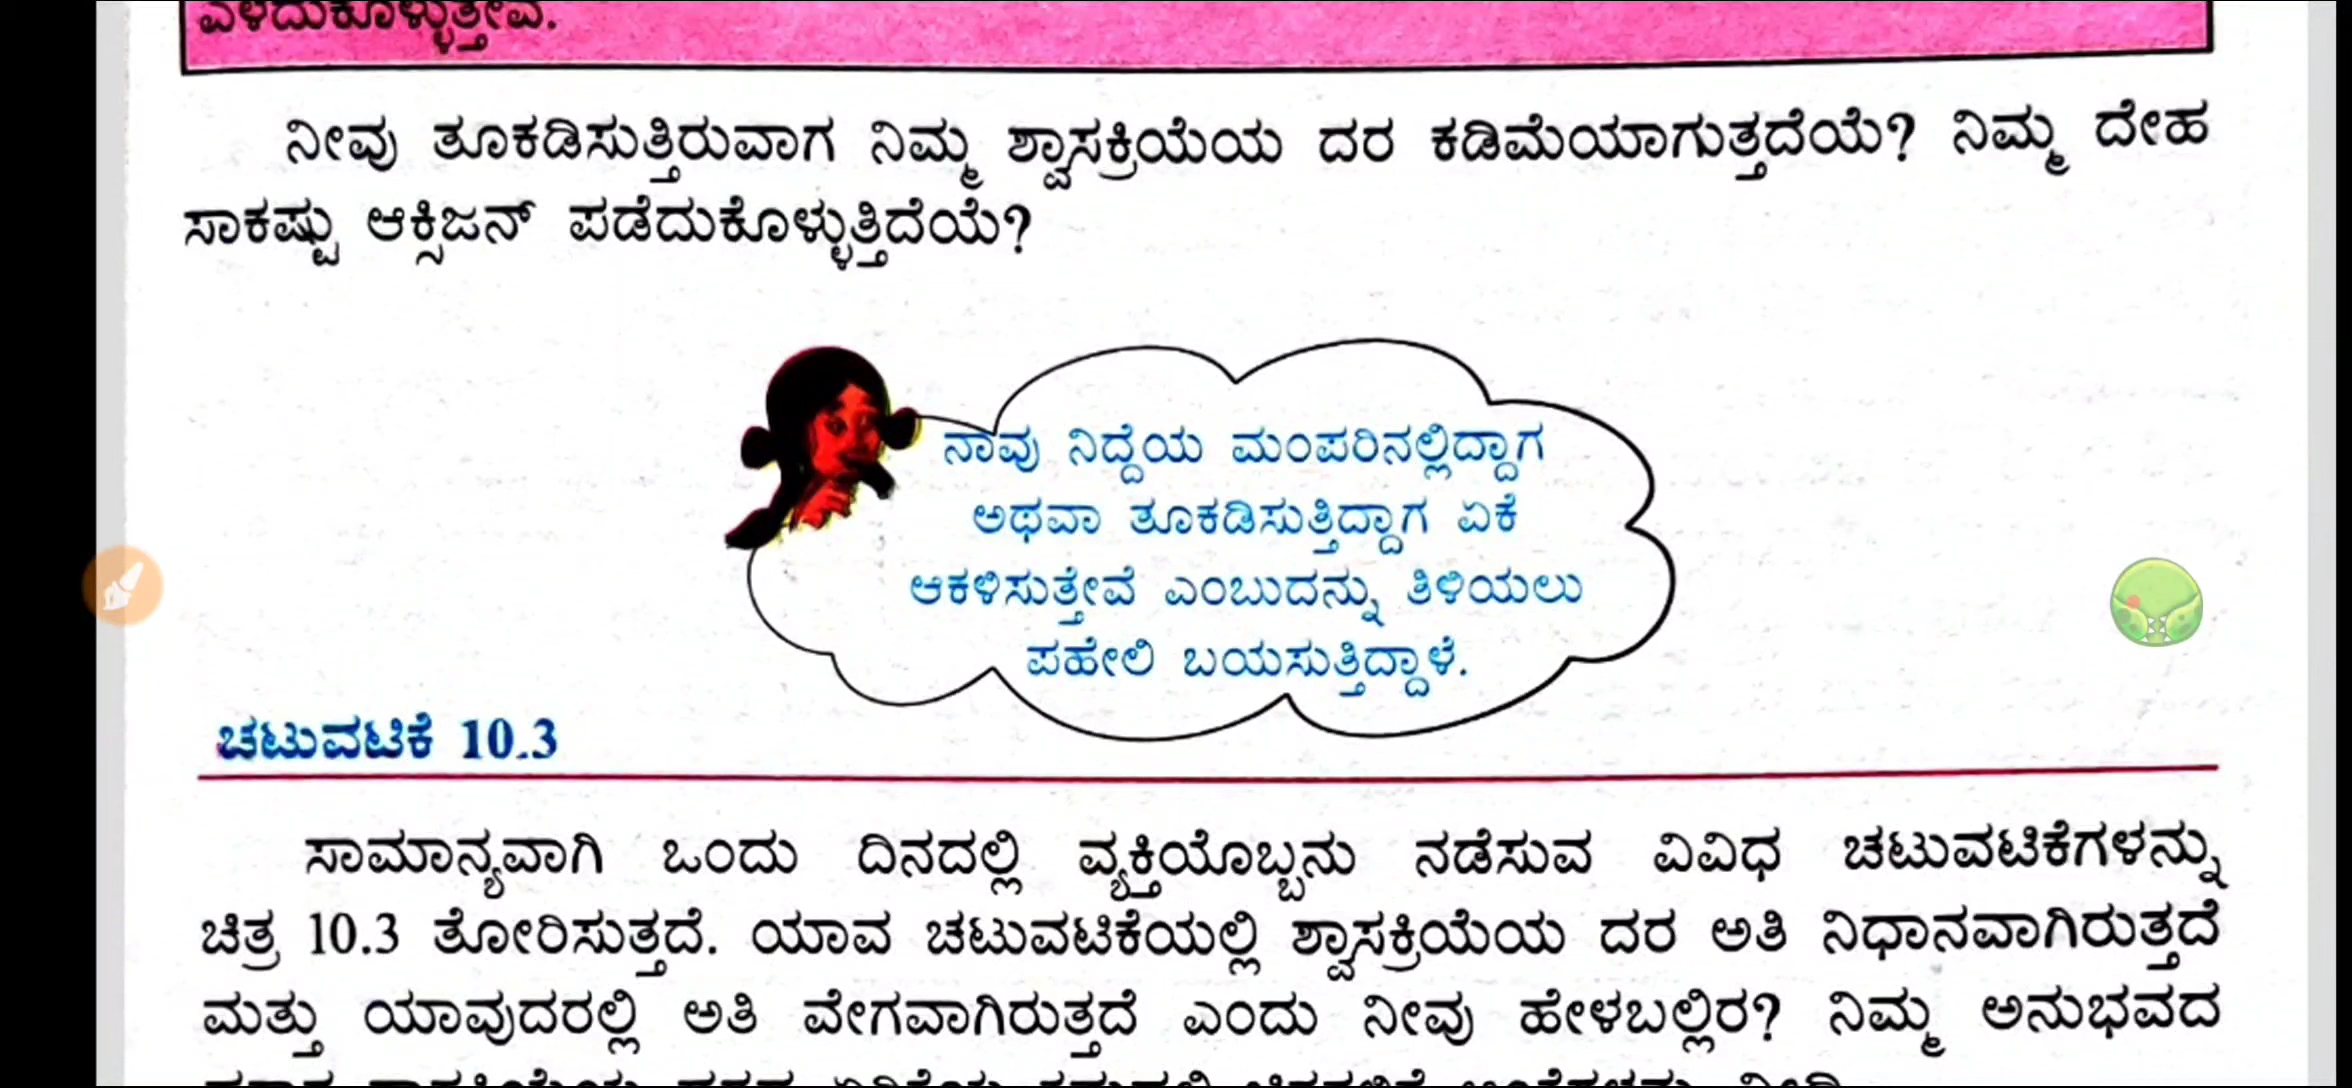 ನೀವು ತೂಕಡಿಸುತ್ತಿರುವಾಗ ನಿಮ್ಮ ಶ್ವಾಸಕ್ರಿಯೆಯ ದರ ಕಡಿಮೆಯಾಗುತ್ತದೆಯೆ? ನಿಮ್ಮ ದೇಹ
ಸಾಕಷ್ಟು ಆಕ್ಸಿಜನ್ ಪಡೆದುಕೊಳ್ಳುತ್ತಿದೆಯೆ?
ನಾವು ನಿದ್ದೆಯ ಮಂಪರಿನಲ್ಲಿದ್ದಾಗ
ಅಥವಾ ತೂಕಡಿಸುತ್ತಿದ್ದಾಗ ಏಕೆ
ಆಕಳಿಸುತ್ತೇವೆ ಎಂಬುದನ್ನು ತಿಳಿಯಲು
ಪಹೇಲಿ ಬಯಸುತ್ತಿದ್ದಾಳೆ.
ಚಟುವಟಿಕೆ 10.3
ಸಾಮಾನ್ಯವಾಗಿ ಒಂದು ದಿನದಲ್ಲಿ ವ್ಯಕ್ತಿಯೊಬ್ಬನು ನಡೆಸುವ ವಿವಿಧ ಚಟುವಟಿಕೆಗಳನ್ನು
ಚಿತ್ರ 10.3 ತೋರಿಸುತ್ತದೆ. ಯಾವ ಚಟುವಟಿಕೆಯಲ್ಲಿ ಶ್ವಾಸಕ್ರಿಯೆಯ ದರ ಅತಿ ನಿಧಾನವಾಗಿರುತ್ತದೆ
ಮತ್ತು ಯಾವುದರಲ್ಲಿ ಅತಿ ವೇಗವಾಗಿರುತ್ತದೆ ಎಂದು ನೀವು ಹೇಳಬಲ್ಲಿರ? ನಿಮ್ಮ ಅನುಭವದ